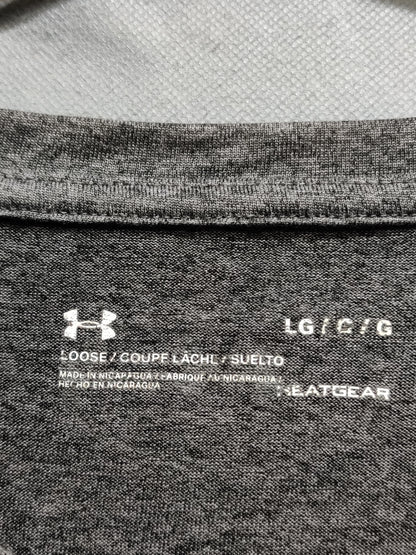 LG / G / G
LOOSE / COUPE LÂCHE / SUELTO
MADE IN NICARAGUA / FABRIQUÉ AU NICARAGUA /
HECHO EN NICARAGUA
HEATGEAR